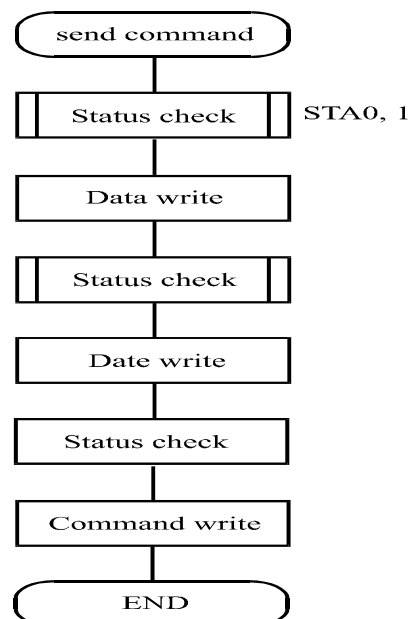 send command
Status check STA0, 1
Data write
Status check
Date write
Status check
Command write
END